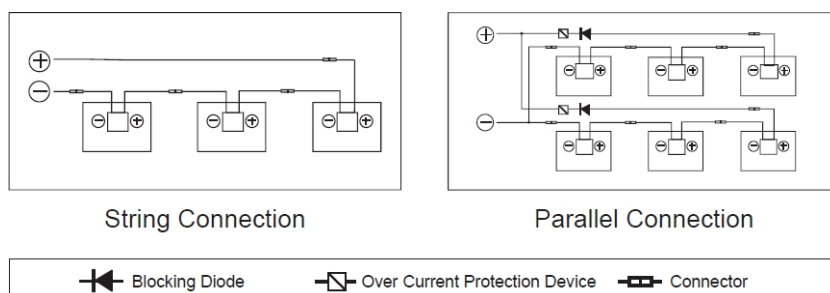 String Connection
Parallel Connection
Blocking Diode
Over Current Protection Device
Connector